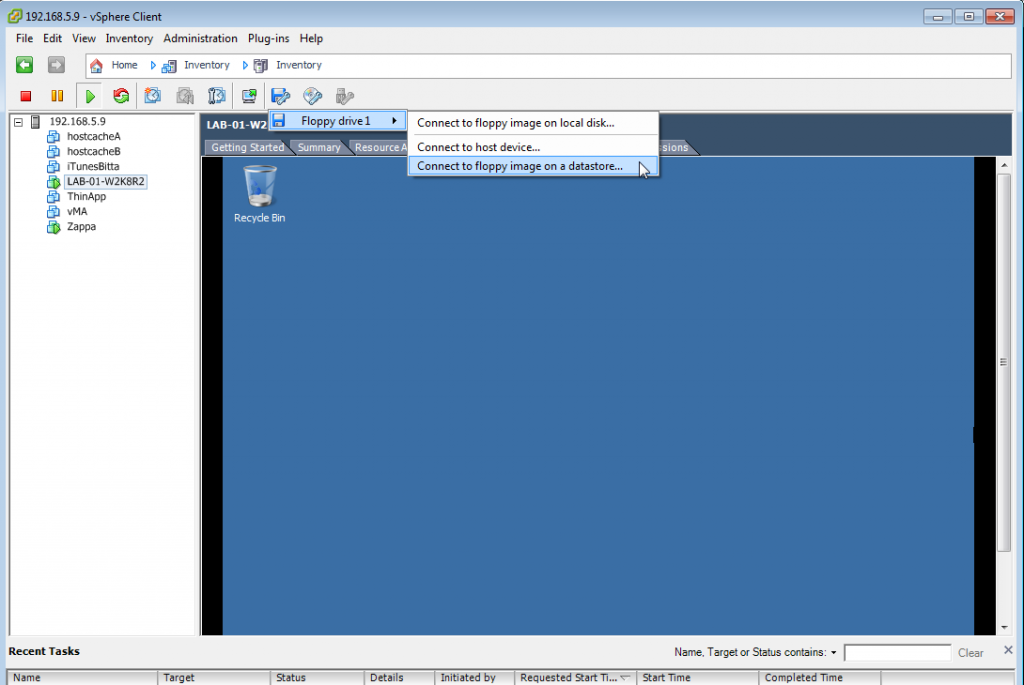 192.168.5.9 - vSphere Client
File Edit View Inventory Administration Plug-ins Help
Home Inventory Inventory
192.168.5.9
hostcacheA
hostcacheB
iTunesBitta
LAB-01-W2K8R2
ThinApp
vMA
Zappa
LAB-01-W2
Floppy drive 1
Connect to floppy image on local disk...
Connect to host device...
Connect to floppy image on a datastore...
Getting Started Summary Resource A ssions
Recycle Bin
Recent Tasks
Name, Target or Status contains: Clear
Name Target Status Details Initiated by Requested Start Ti... Start Time Completed Time